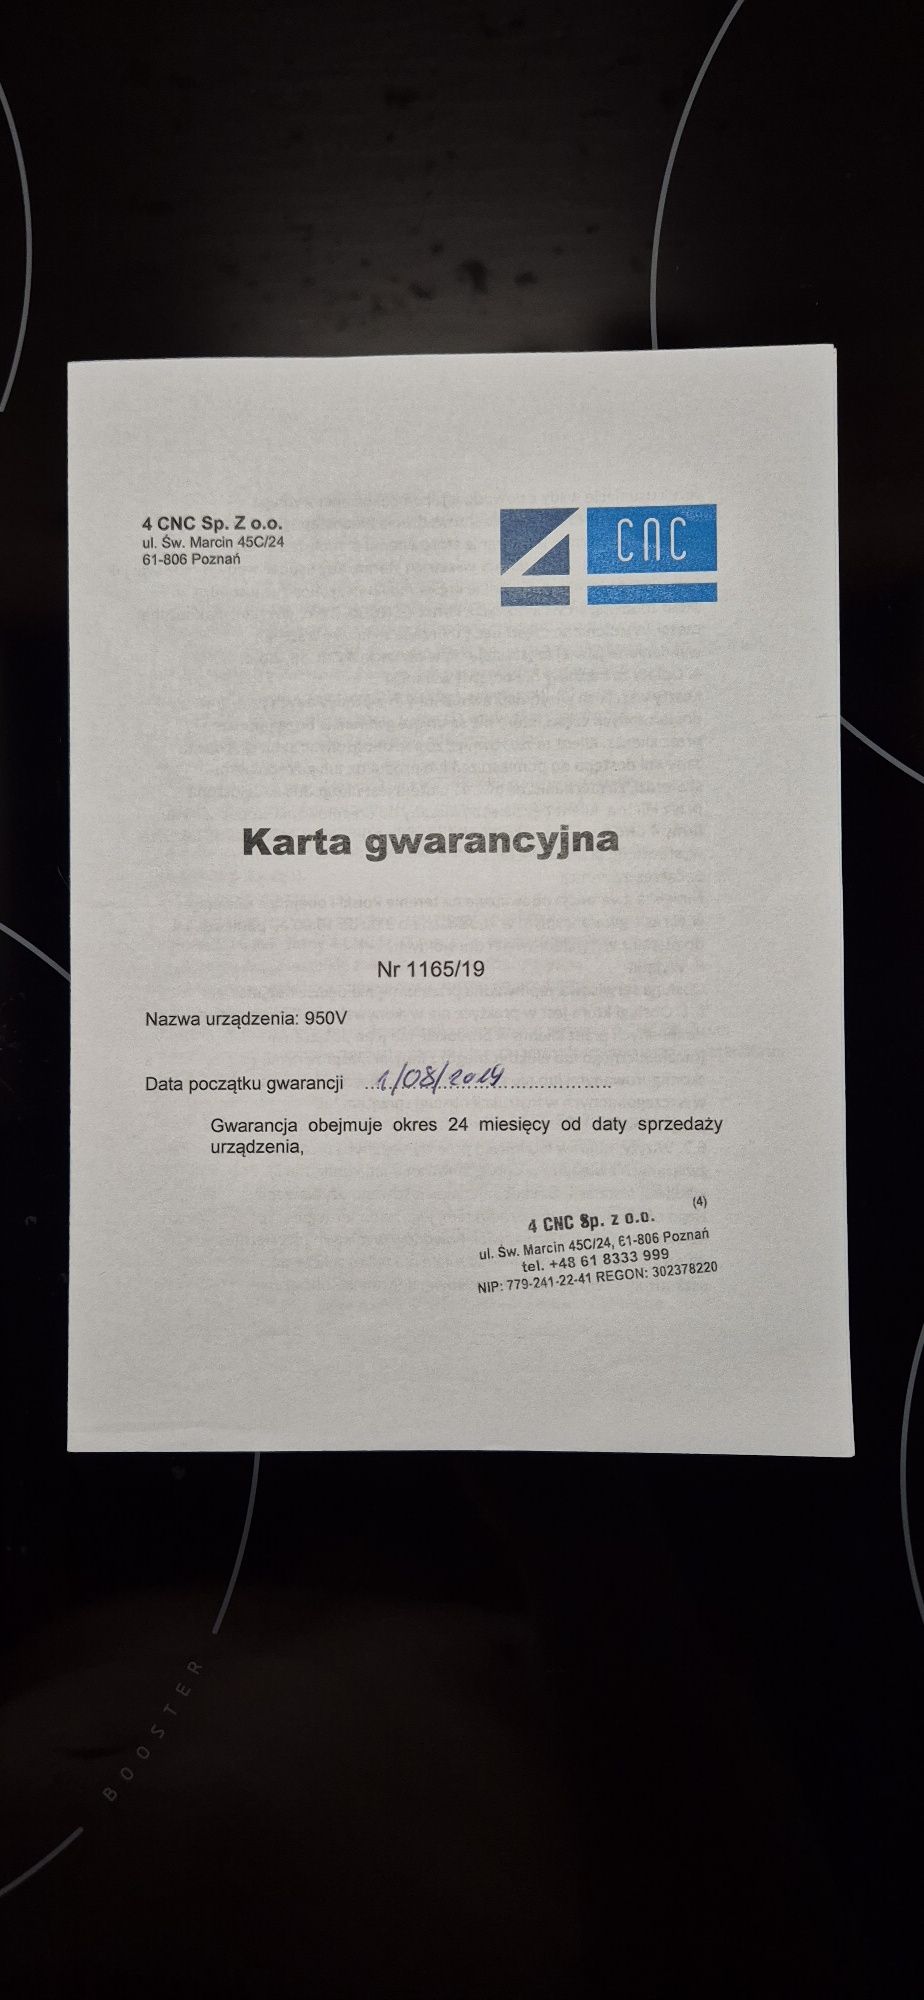 4 CNC Sp. Z o.o.
ul. Św. Marcin 45C/24
61-806 Poznań
4 CNC
Karta gwarancyjna
Nr 1165/19
Nazwa urządzenia: 950V
Data początku gwarancji ...1/08/2019...
Gwarancja obejmuje okres 24 miesięcy od daty sprzedaży
urządzenia,
(4)
4 CNC Sp. z o.o.
ul. Św. Marcin 45C/24, 61-806 Poznań
tel. +48 61 8333 999
NIP: 779-241-22-41 REGON: 302378220
BOOSTER